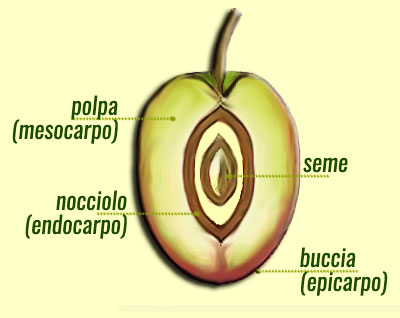 polpa
(mesocarpo)
seme
nocciolo
(endocarpo)
buccia
(epicarpo)